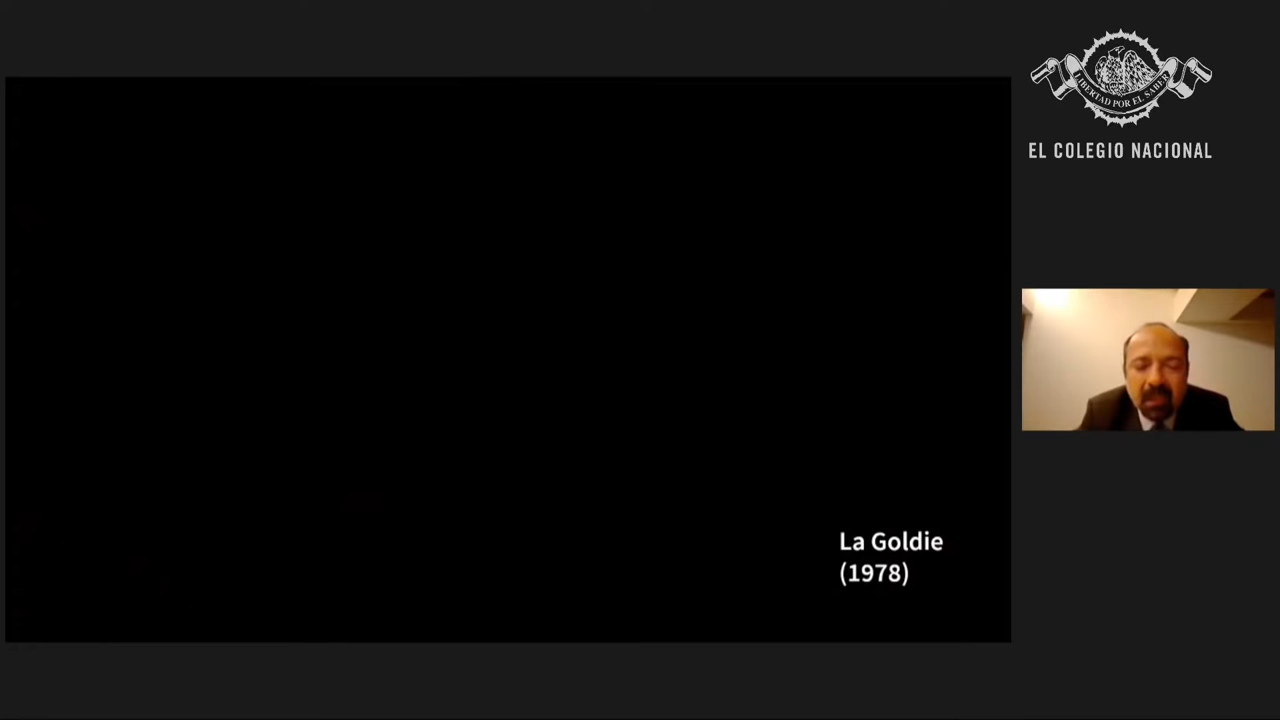 LIBERTAD POR EL SABER
EL COLEGIO NACIONAL
La Goldie
(1978)